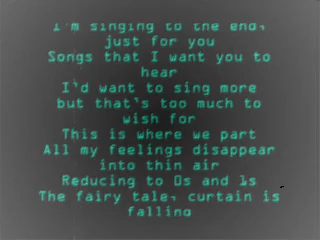 I'm singing to the end,
just for you
Songs that I want you to
hear
I'd want to sing more
but that's too much to
wish for
This is where we part
All my feelings disappear
into thin air
Reducing to 0s and 1s
The fairy tale, curtain is
falling